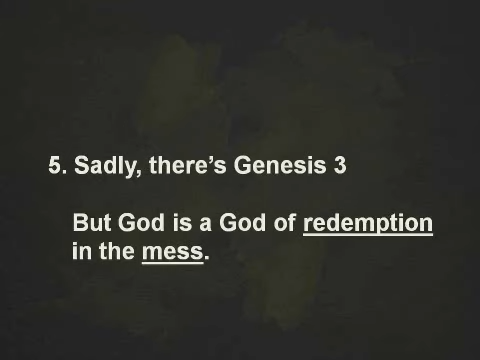 5. Sadly, there’s Genesis 3
But God is a God of redemption
in the mess.